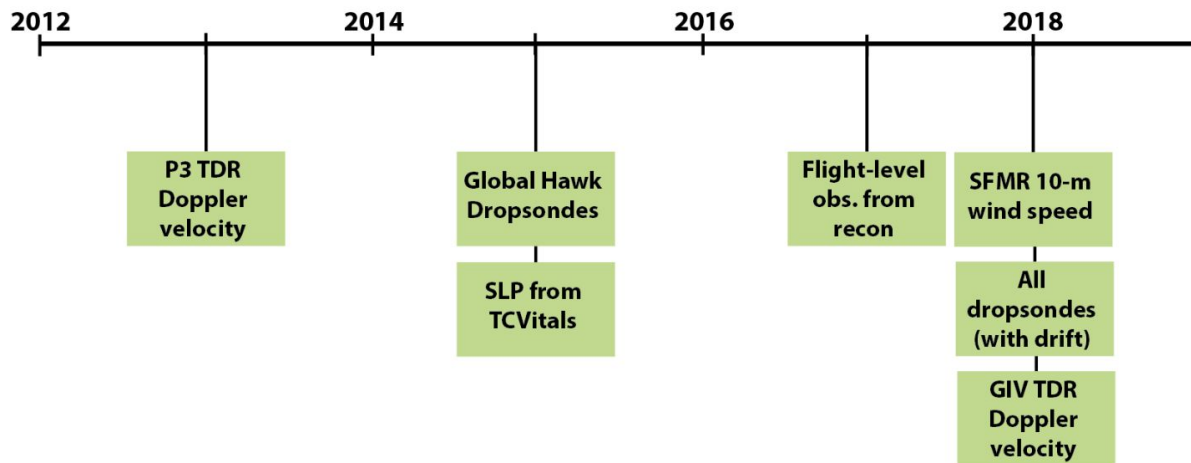 2012 2014 2016 2018
P3 TDR
Doppler
velocity
Global Hawk
Dropsondes
SLP from
TCVitals
Flight-level
obs. from
recon
SFMR 10-m
wind speed
All
dropsondes
(with drift)
GIV TDR
Doppler
velocity